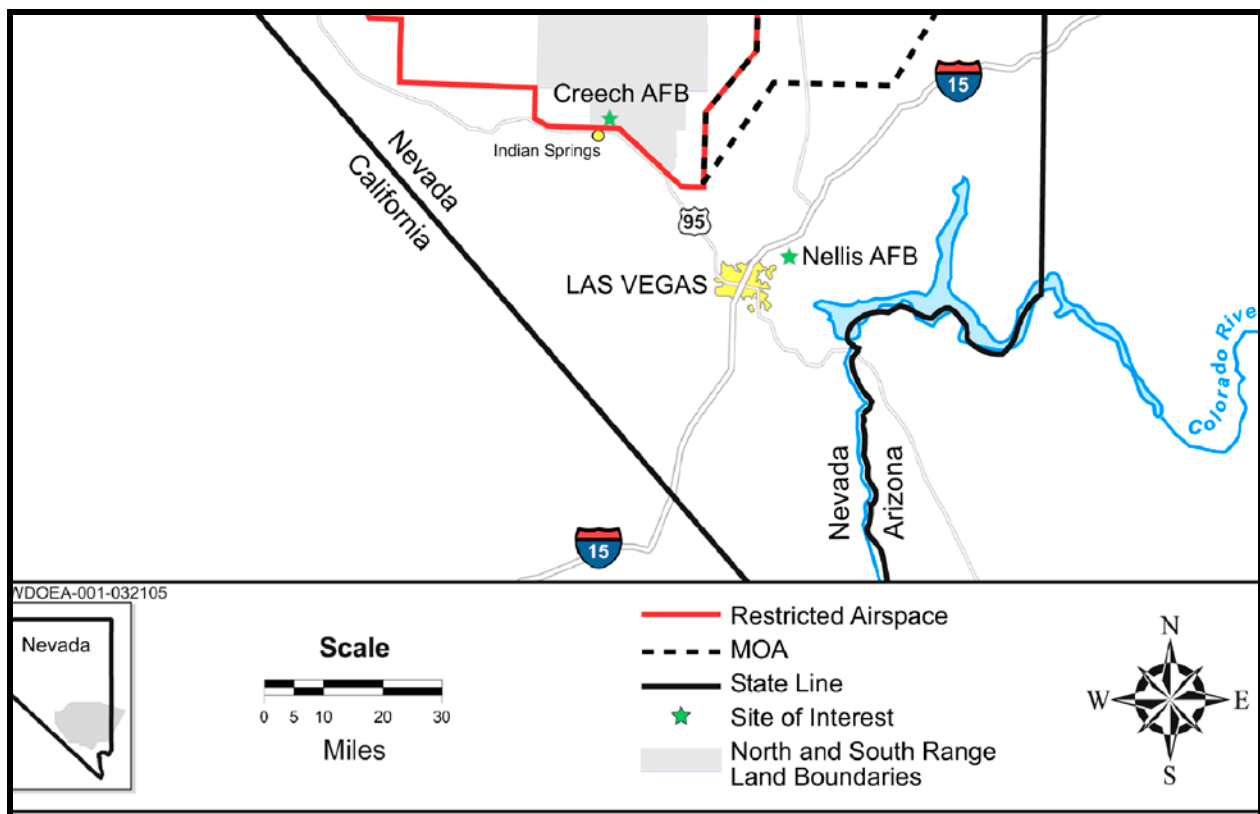 15
Creech AFB
Indian Springs
Nevada
California
95
Nellis AFB
LAS VEGAS
Colorado River
Nevada
Arizona
15
WDOEA-001-032105
Nevada
Scale
0 5 10 20 30
Miles
Restricted Airspace
MOA
State Line
Site of Interest
North and South Range
Land Boundaries
N
W E
S